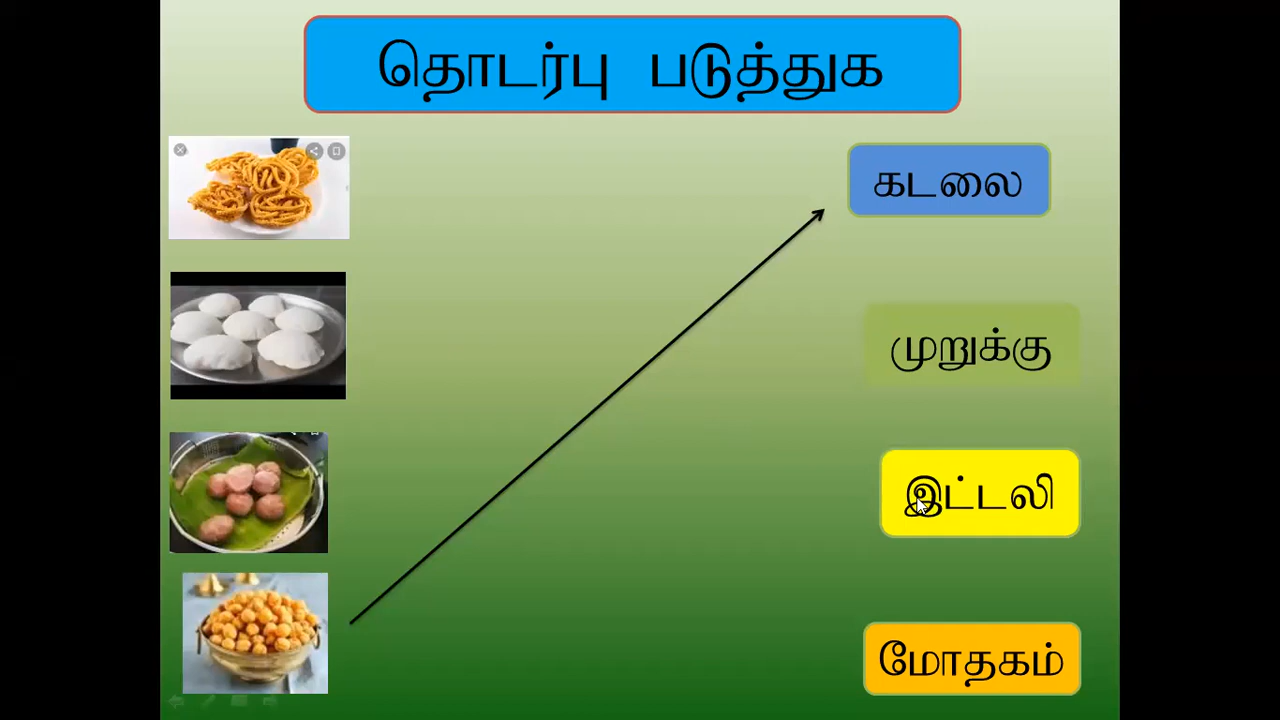 தொடர்பு படுத்துக
கடலை
முறுக்கு
இட்டலி
மோதகம்